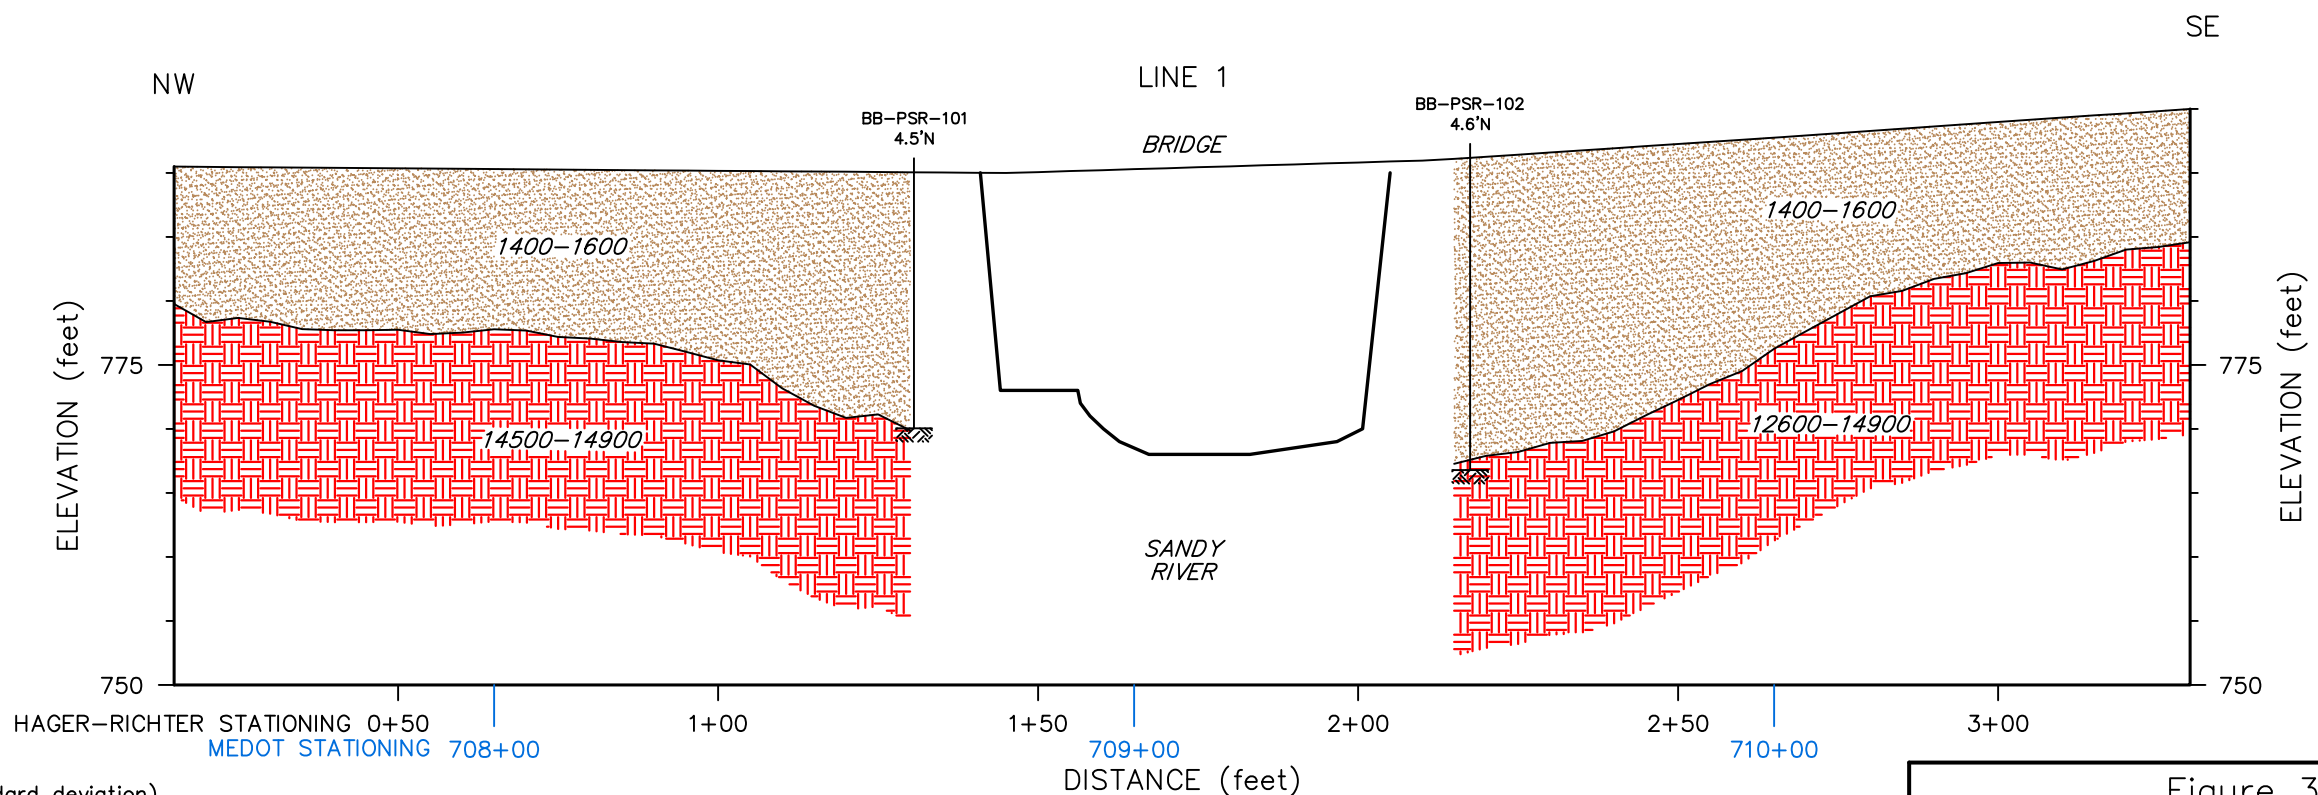 SE
NW
LINE 1
BB-PSR-101
4.5'N
BB-PSR-102
4.6'N
BRIDGE
1400-1600
1400-1600
ELEVATION (feet)
775
775
ELEVATION (feet)
14500-14900
12600-14900
SANDY
RIVER
750
750
HAGER-RICHTER STATIONING 0+50 1+00 1+50 2+00 2+50 3+00
MEDOT STATIONING 708+00 709+00 710+00
DISTANCE (feet)
deviation)
Figure 3